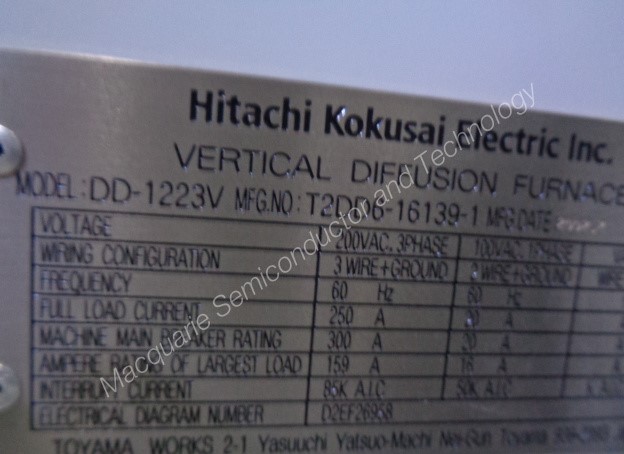 Hitachi Kokusai Electric Inc.
VERTICAL DIFFUSION FURNACE
MODEL:DD-1223V MFG.NO:T2DD6-16139-1 MFG.DATE
VOLTAGE 200VAC. 3PHASE 100VAC. 1PHASE
WIRING CONFIGURATION 3 WIRE+GROUND WIRE+GROUND
FREQUENCY 60 Hz 60 Hz
FULL LOAD CURRENT 250 A A
MACHINE MAIN BREAKER RATING 300 A 30 A
AMPERE RATING OF LARGEST LOAD 159 A 16 A
INTERRUPT CURRENT 85K A.I.C 50K A.I.C
ELECTRICAL DIAGRAM NUMBER D2EF26958
TOYAMA WORKS 2-1 Yasuuchi Yatsuo-Machi Nei-Gun Toyama
Macquarie Semiconductor and Technology